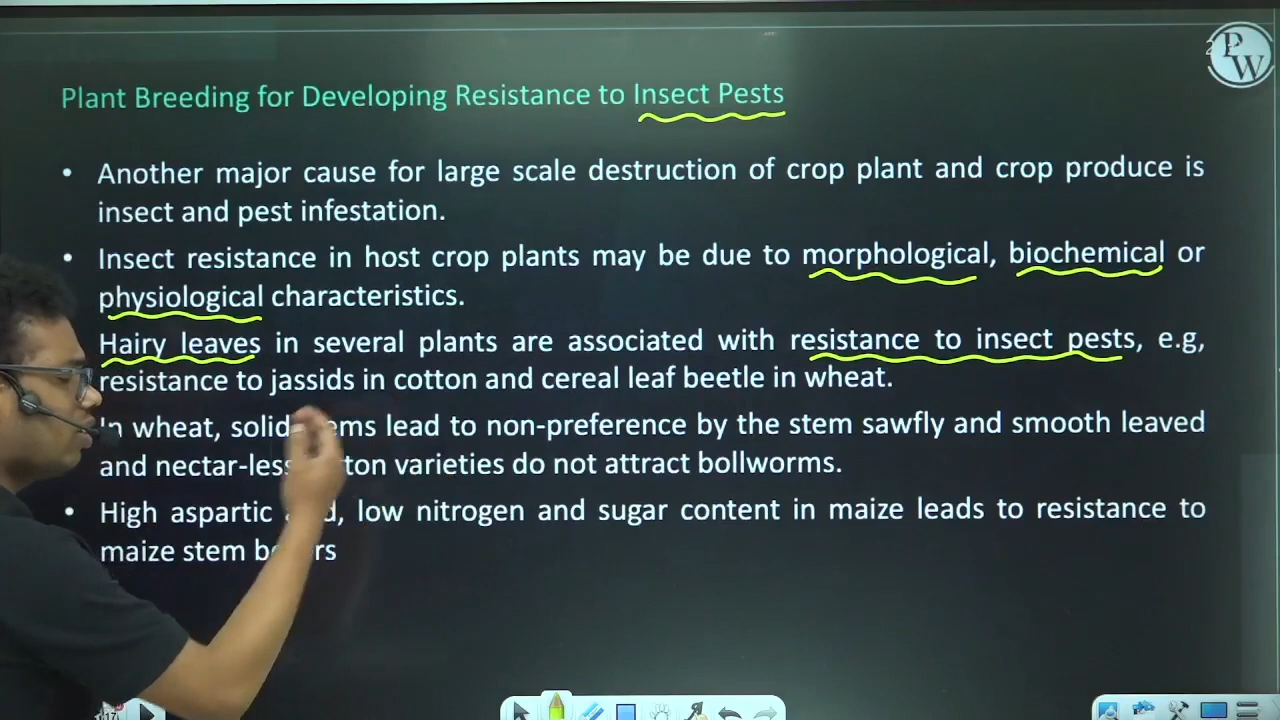 PW
Plant Breeding for Developing Resistance to Insect Pests
• Another major cause for large scale destruction of crop plant and crop produce is
insect and pest infestation.
• Insect resistance in host crop plants may be due to morphological, biochemical or
physiological characteristics.
Hairy leaves in several plants are associated with resistance to insect pests, e.g,
resistance to jassids in cotton and cereal leaf beetle in wheat.
In wheat, solid lead to non-preference by the stem sawfly and smooth leaved
and nectar-less varieties do not attract bollworms.
• High aspartic low nitrogen and sugar content in maize leads to resistance to
maize stem